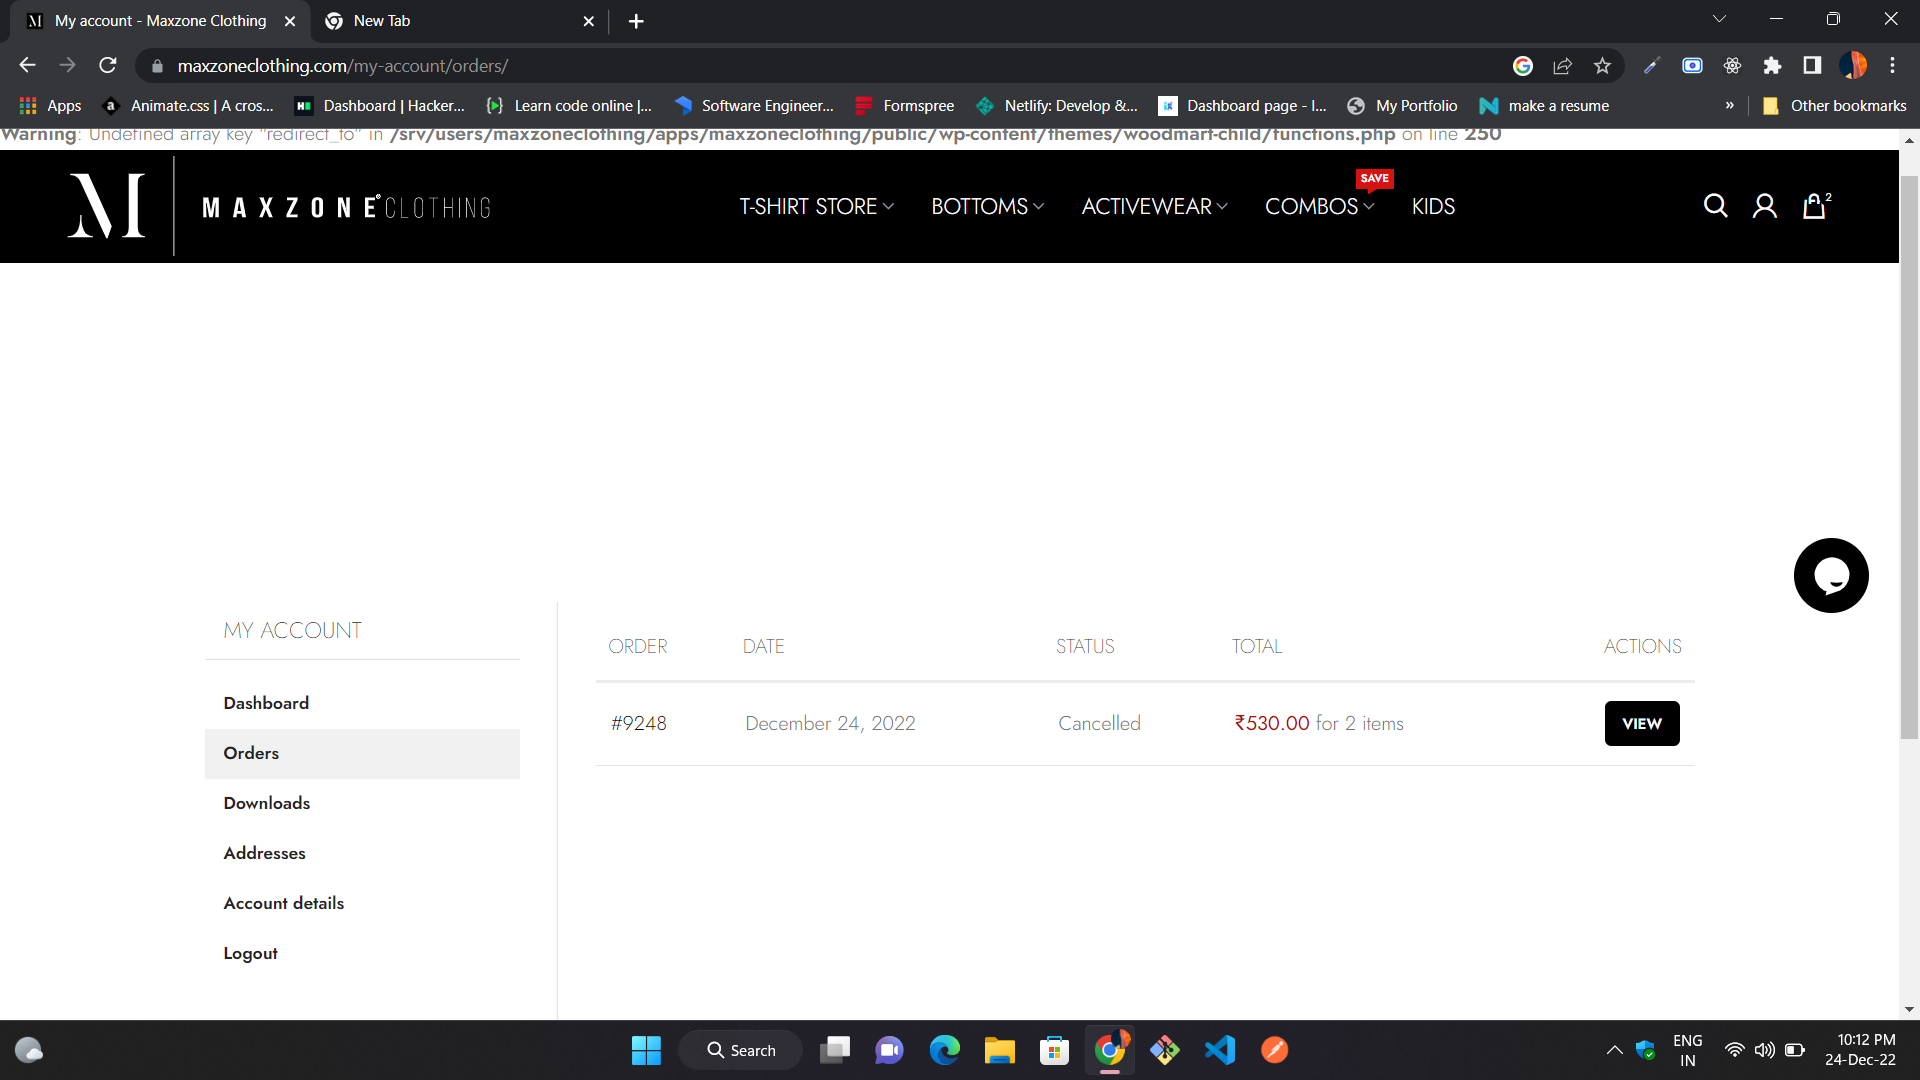 My account - Maxzone Clothing
New Tab
maxzoneclothing.com/my-account/orders/
Apps
Animate.css | A cros...
Dashboard | Hacker...
Learn code online |...
Software Engineer...
Formspree
Netlify: Develop &...
Dashboard page - I...
My Portfolio
make a resume
»
Other bookmarks
Warning: Undefined array key "redirect_to" in /srv/users/maxzoneclothing/apps/maxzoneclothing/public/wp-content/themes/woodmart-child/functions.php on line 250
M
MAXZONE® CLOTHING
T-SHIRT STORE
BOTTOMS
ACTIVEWEAR
COMBOS
SAVE
KIDS
2
MY ACCOUNT
Dashboard
Orders
Downloads
Addresses
Account details
Logout
ORDER DATE STATUS TOTAL ACTIONS
#9248 December 24, 2022 Cancelled ₹530.00 for 2 items VIEW
Search
ENG
IN
10:12 PM
24-Dec-22